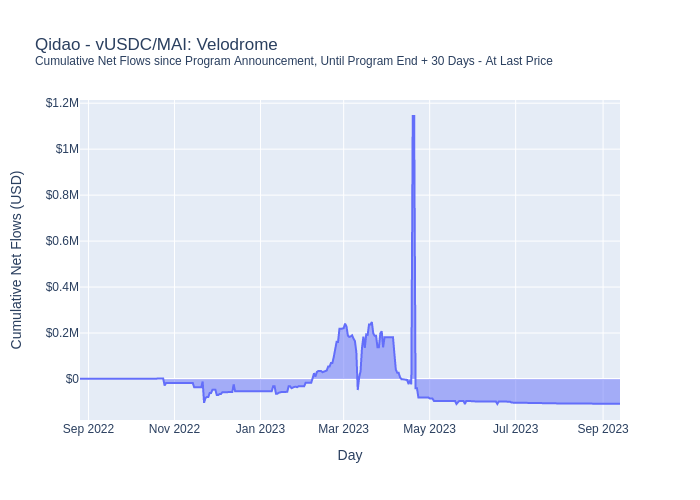 Qidao - vUSDC/MAI: Velodrome
Cumulative Net Flows since Program Announcement, Until Program End + 30 Days - At Last Price
Cumulative Net Flows (USD)
$1.2M
$1M
$0.8M
$0.6M
$0.4M
$0.2M
$0
Sep 2022
Nov 2022
Jan 2023
Mar 2023
May 2023
Jul 2023
Sep 2023
Day